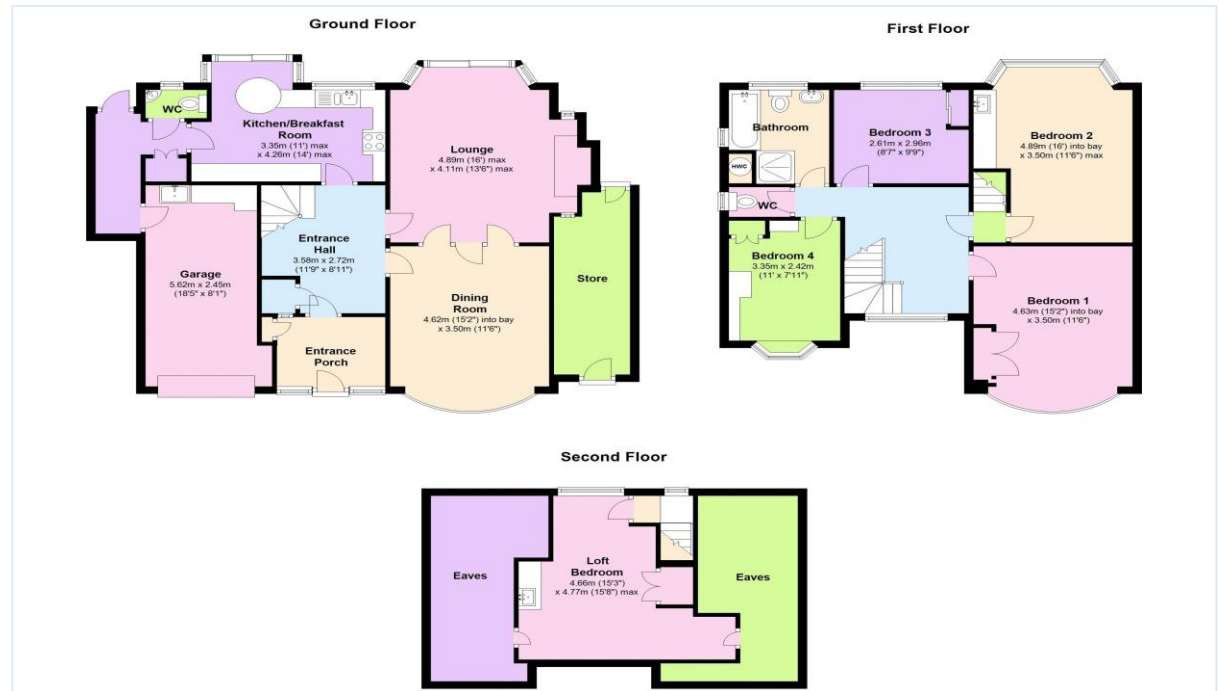 Ground Floor
WC
Kitchen/Breakfast
Room
3.35m (11') max
x 4.26m (14') max
Lounge
4.89m (16') max
x 4.11m (13'6") max
Entrance
Hall
3.58m x 2.72m
(11'9" x 8'11")
Garage
5.62m x 2.45m
(18'5" x 8'1")
Dining
Room
4.62m (15'2") into bay
x 3.50m (11'6")
Store
Entrance
Porch
First Floor
Bathroom
HWC
Bedroom 3
2.61m x 2.96m
(8'7" x 9'9")
Bedroom 2
4.89m (16') into bay
x 3.50m (11'6") max
WC
Bedroom 4
3.35m x 2.42m
(11' x 7'11")
Bedroom 1
4.63m (15'2") into bay
x 3.50m (11'6")
Second Floor
Eaves
Loft
Bedroom
4.66m (15'3")
x 4.77m (15'8") max
Eaves